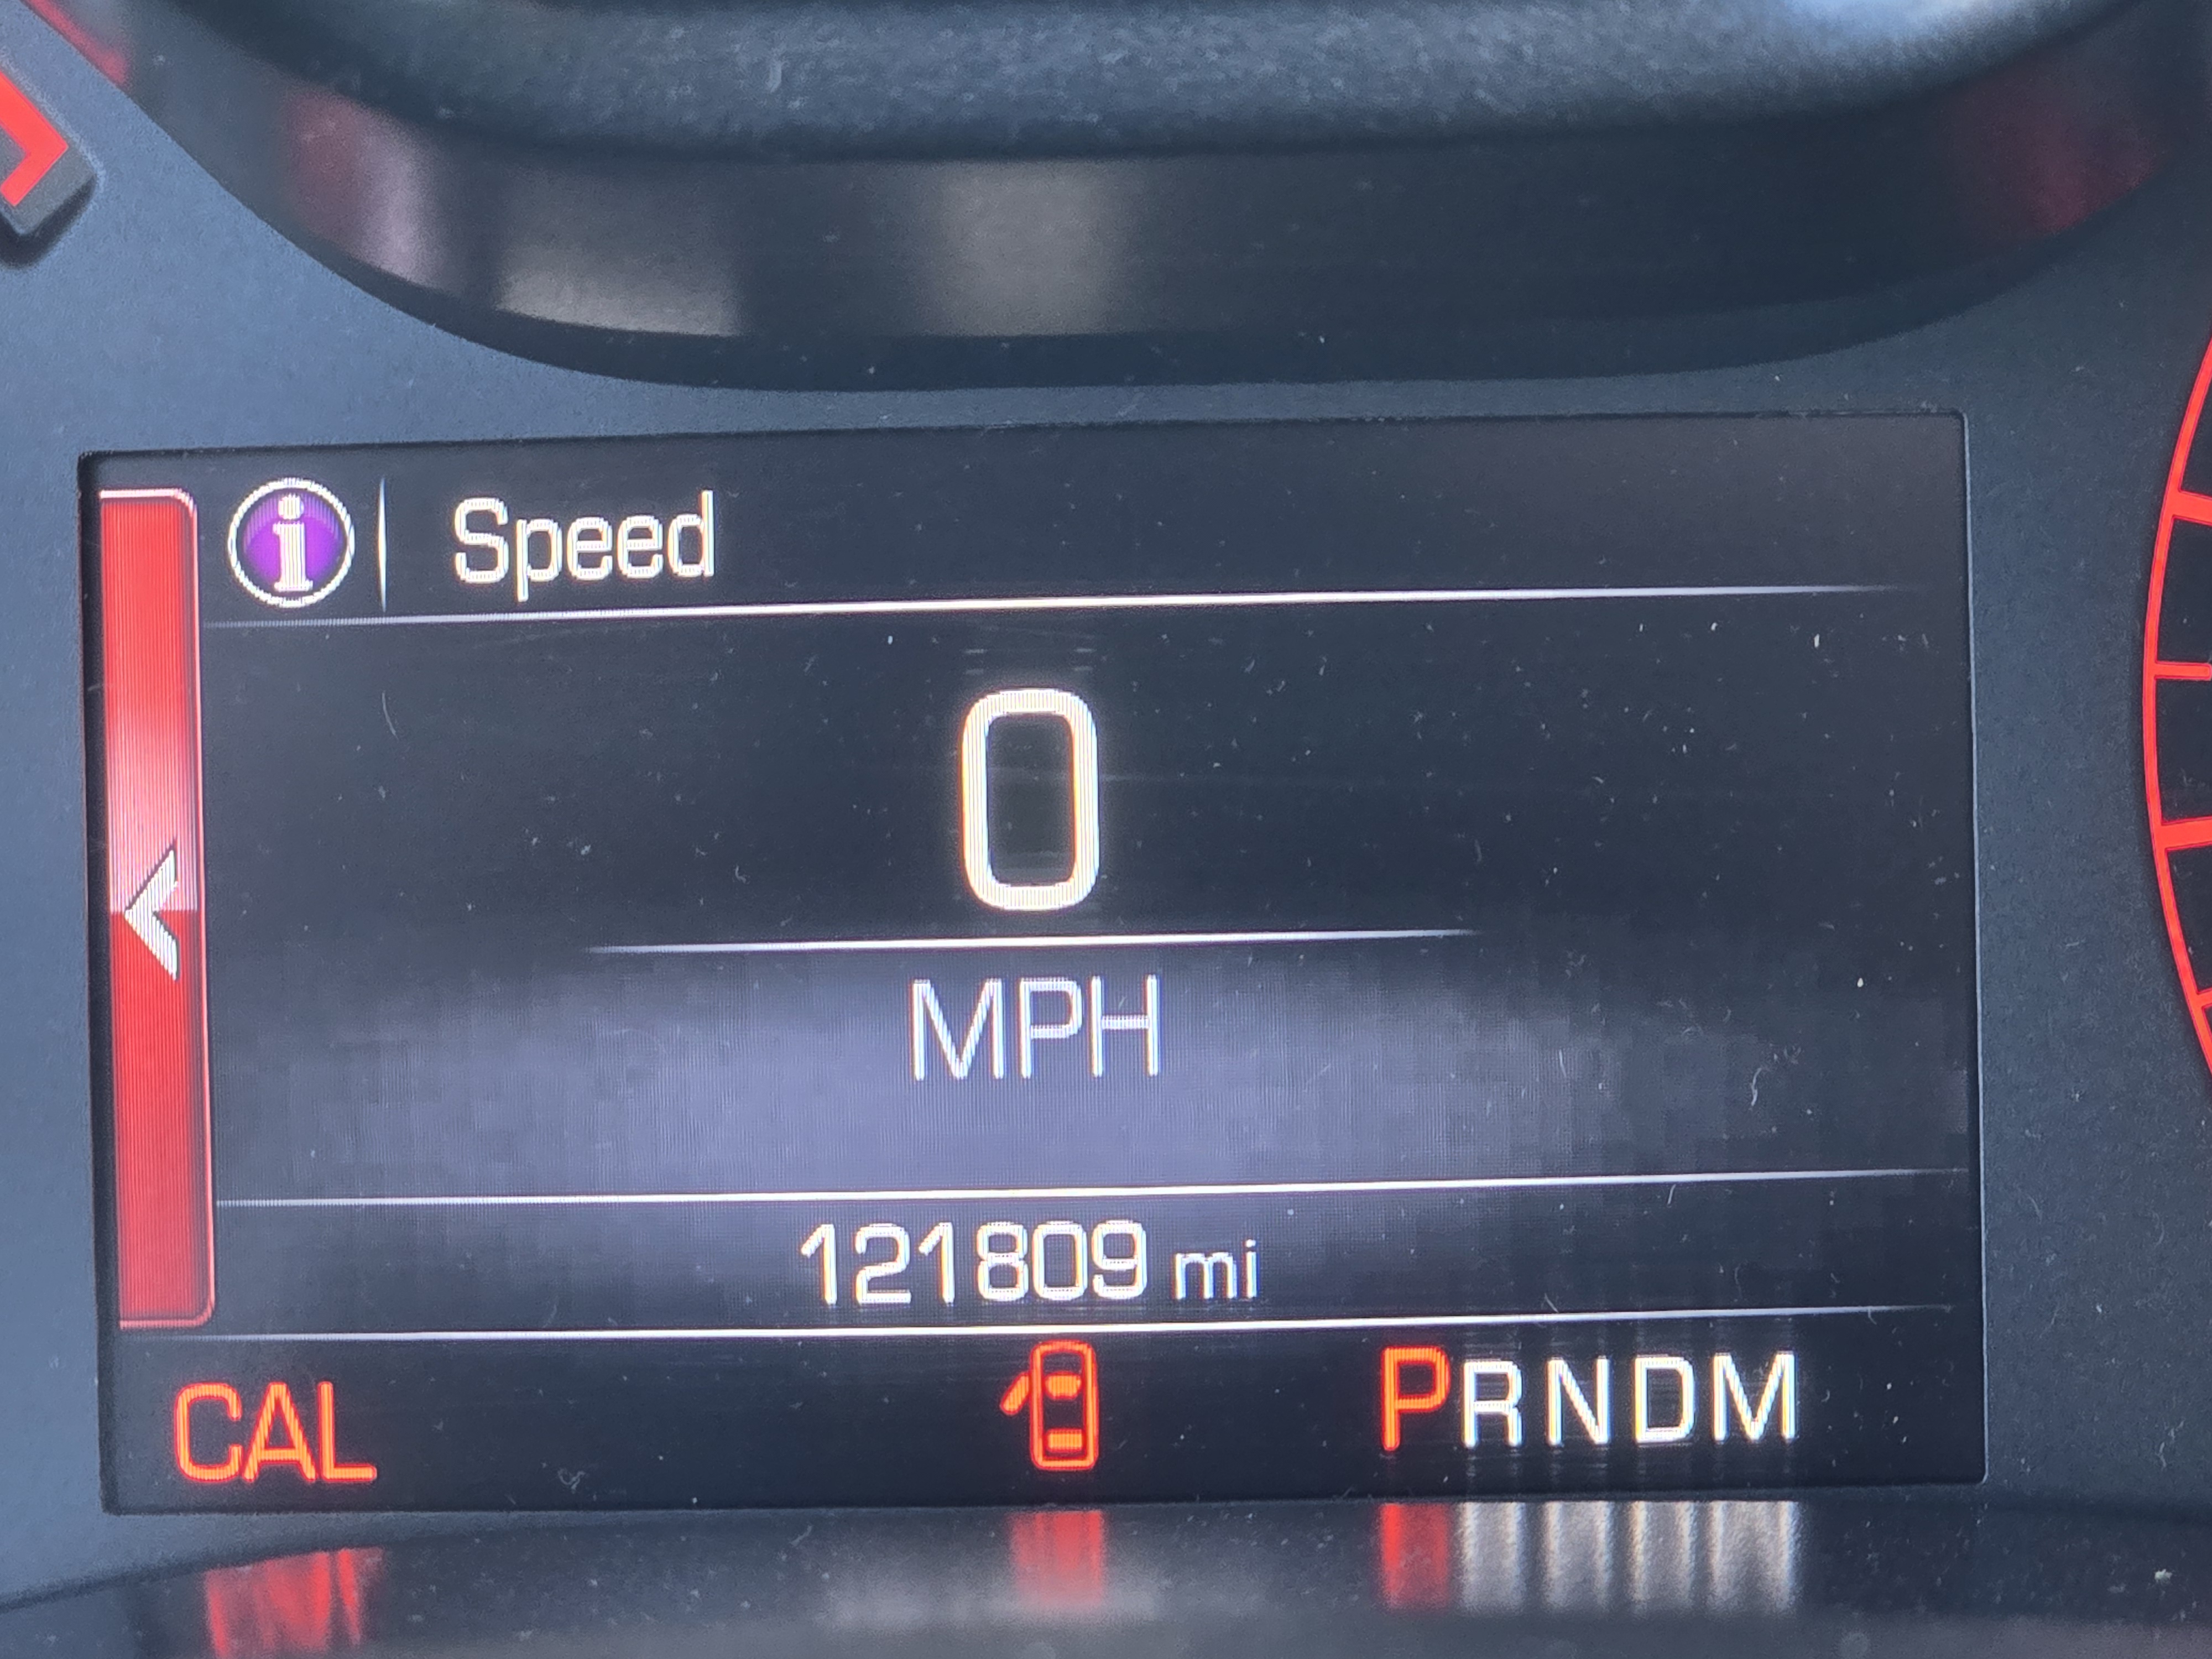 i Speed
0
MPH
121809 mi
CAL PRNDM